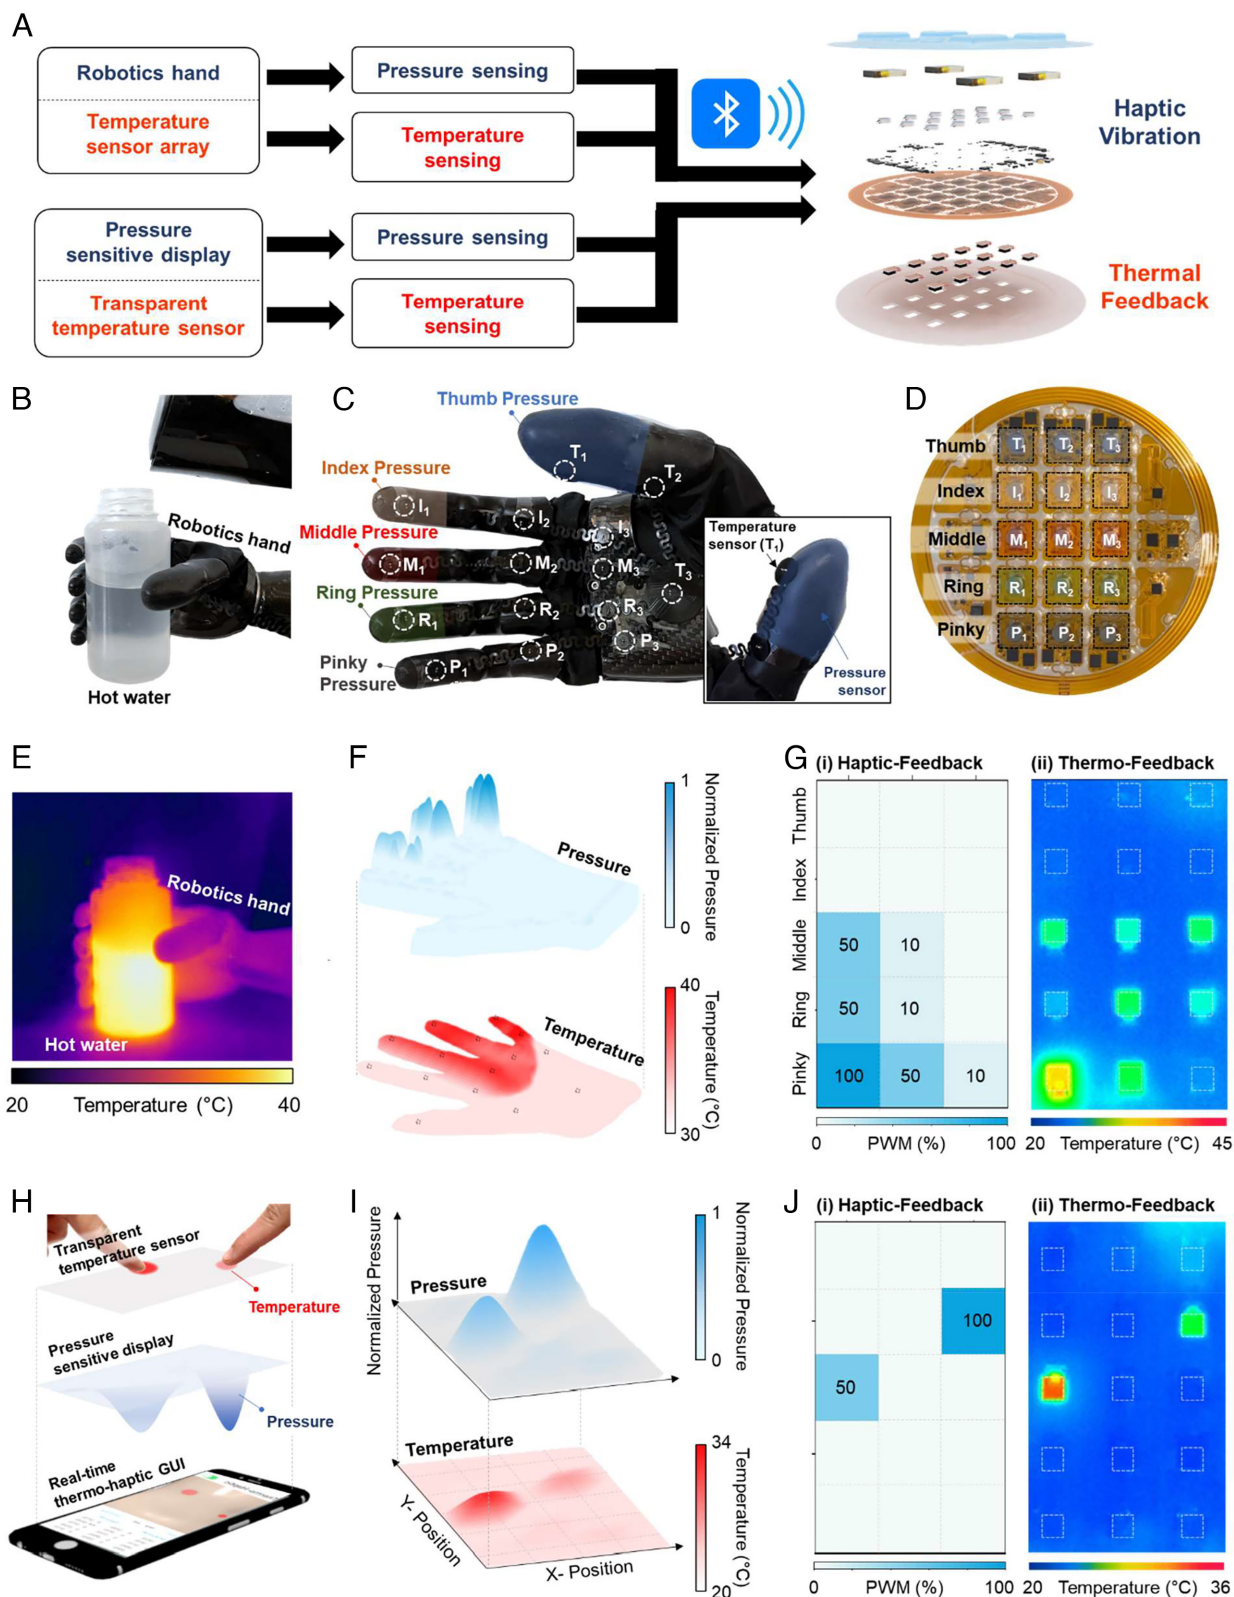 A
Robotics hand
Temperature
sensor array
Pressure sensing
Temperature
sensing
Pressure
sensitive display
Transparent
temperature sensor
Pressure sensing
Temperature
sensing
Haptic
Vibration
Thermal
Feedback
B
Robotics hand
Hot water
C
Thumb Pressure
Index Pressure
Middle Pressure
Ring Pressure
Pinky
Pressure
T1
T2
T3
I1
I2
I3
M1
M2
M3
R1
R2
R3
P1
P2
P3
Temperature
sensor (T1)
Pressure
sensor
D
Thumb T1 T2 T3
Index I1 I2 I3
Middle M1 M2 M3
Ring R1 R2 R3
Pinky P1 P2 P3
E
Robotics hand
Hot water
20 Temperature (°C) 40
F
Pressure
1
Normalized Pressure
0
Temperature
40
Temperature (°C)
30
G
(i) Haptic-Feedback
Thumb
Index
Middle
50 10
Ring
50 10
Pinky
100 50 10
0 PWM (%) 100
(ii) Thermo-Feedback
20 Temperature (°C) 45
H
Transparent
temperature sensor
Temperature
Pressure
sensitive display
Pressure
Real-time
thermo-haptic GUI
I
Normalized Pressure
Pressure
1
Normalized Pressure
0
Temperature
34
Temperature (°C)
20
Y- Position
X- Position
J
(i) Haptic-Feedback
100
50
0 PWM (%) 100
(ii) Thermo-Feedback
20 Temperature (°C) 36